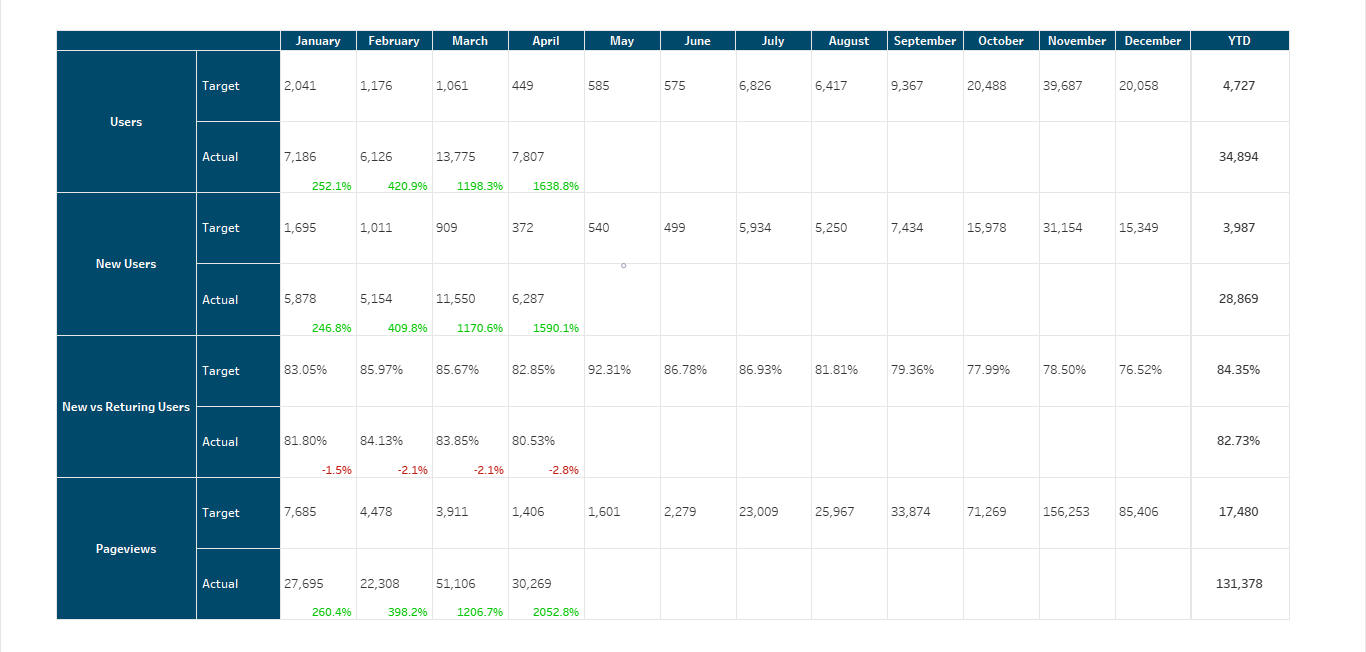 January February March April May June July August September October November December YTD
Users
Target 2,041 1,176 1,061 449 585 575 6,826 6,417 9,367 20,488 39,687 20,058 4,727
Actual 7,186 6,126 13,775 7,807 34,894
252.1% 420.9% 1198.3% 1638.8%
New Users
Target 1,695 1,011 909 372 540 499 5,934 5,250 7,434 15,978 31,154 15,349 3,987
Actual 5,878 5,154 11,550 6,287 28,869
246.8% 409.8% 1170.6% 1590.1%
New vs Returing Users
Target 83.05% 85.97% 85.67% 82.85% 92.31% 86.78% 86.93% 81.81% 79.36% 77.99% 78.50% 76.52% 84.35%
Actual 81.80% 84.13% 83.85% 80.53% 82.73%
-1.5% -2.1% -2.1% -2.8%
Pageviews
Target 7,685 4,478 3,911 1,406 1,601 2,279 23,009 25,967 33,874 71,269 156,253 85,406 17,480
Actual 27,695 22,308 51,106 30,269 131,378
260.4% 398.2% 1206.7% 2052.8%